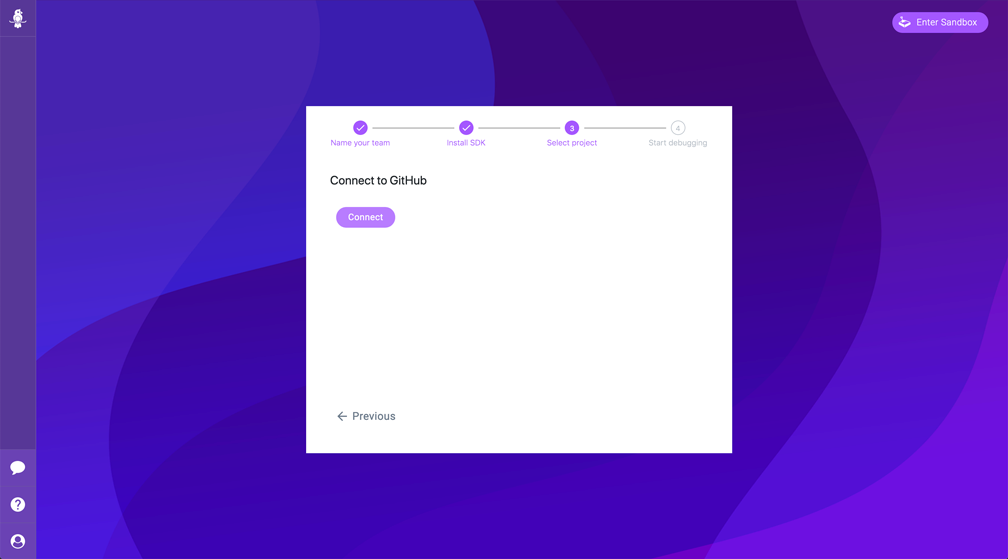 Enter Sandbox
3
4
Name your team
Install SDK
Select project
Start debugging
Connect to GitHub
Connect
Previous